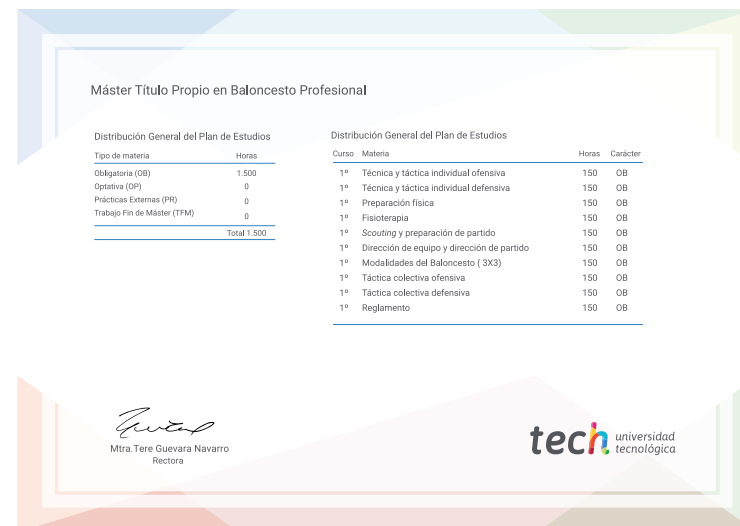 Máster Título Propio en Baloncesto Profesional
Distribución General del Plan de Estudios
Tipo de materia Horas
Obligatoria (OB) 1.500
Optativa (OP) 0
Prácticas Externas (PR) 0
Trabajo Fin de Máster (TFM) 0
Total 1.500
Distribución General del Plan de Estudios
Curso Materia Horas Carácter
1º Técnica y táctica individual ofensiva 150 OB
1º Técnica y táctica individual defensiva 150 OB
1º Preparación física 150 OB
1º Fisioterapia 150 OB
1º Scouting y preparación de partido 150 OB
1º Dirección de equipo y dirección de partido 150 OB
1º Modalidades del Baloncesto ( 3X3) 150 OB
1º Táctica colectiva ofensiva 150 OB
1º Táctica colectiva defensiva 150 OB
1º Reglamento 150 OB
Mtra.Tere Guevara Navarro
Rectora
tech universidad
tecnológica